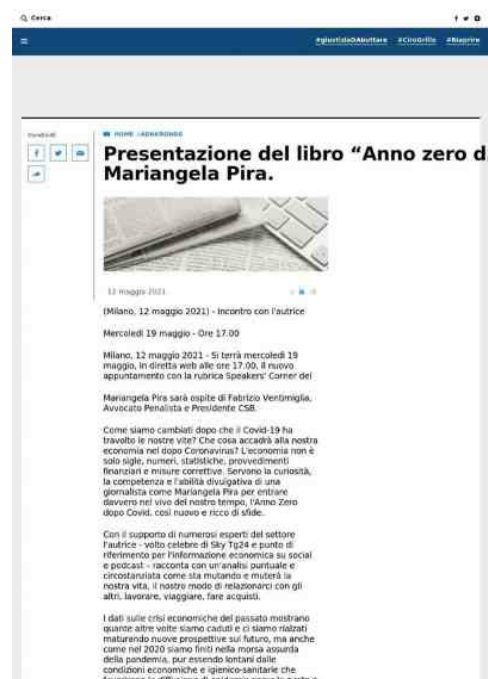 Cerca
#giustidaDAbuttare #CiroGrillo #Riaprire
Condividi
HOME
Presentazione del libro “Anno zero d
Mariangela Pira.
12 maggio 2021
(Milano, 12 maggio 2021) - Incontro con l'autrice
Mercoledì 19 maggio - Ore 17.00
Milano, 12 maggio 2021 - Si terrà mercoledì 19
maggio, in diretta web alle ore 17.00, il nuovo
appuntamento con la rubrica Speakers' Corner del
Mariangela Pira sarà ospite di Fabrizio Ventimiglia,
Avvocato Penalista e Presidente CSB.
Come siamo cambiati dopo che il Covid-19 ha
travolto le nostre vite? Che cosa accadrà alla nostra
economia nel dopo Coronavirus? L'economia non è
solo sigle, numeri, statistiche, provvedimenti
finanziari e misure correttive. Servono la curiosità,
la competenza e l'abilità divulgativa di una
giornalista come Mariangela Pira per entrare
davvero nel vivo del nostro tempo, l'Anno Zero
dopo Covid, così nuovo e ricco di sfide.
Con il supporto di numerosi esperti del settore
l'autrice - volto celebre di Sky Tg24 e punto di
riferimento per l'informazione economica su social
e podcast - racconta con un'analisi puntuale e
circostanziata come sta mutando e muterà la
nostra vita, il nostro modo di relazionarci con gli
altri, lavorare, viaggiare, fare acquisti.
I dati sulle crisi economiche del passato mostrano
quante altre volte siamo caduti e ci siamo rialzati
maturando nuove prospettive sul futuro, ma anche
come nel 2020 siamo finiti nella morsa assurda
della pandemia, pur essendo lontani dalle
condizioni economiche e igienico-sanitarie che